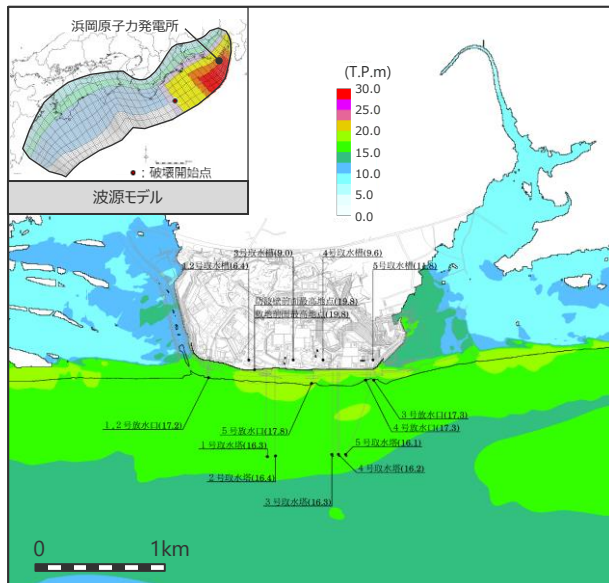 浜岡原子力発電所
●：破壊開始点
波源モデル
(T.P.m)
30.0
25.0
20.0
15.0
10.0
5.0
0.0
3号取水槽(9.0)
4号取水槽(9.6)
1,2号取水槽(6.4)
5号取水槽(11.8)
防波壁前面最高地点(19.8)
敷地前面最高地点(19.8)
1,2号放水口(17.2)
5号放水口(17.8)
3号放水口(17.3)
4号放水口(17.3)
1号取水塔(16.3)
5号取水塔(16.1)
2号取水塔(16.4)
4号取水塔(16.2)
3号取水塔(16.3)
0 1km